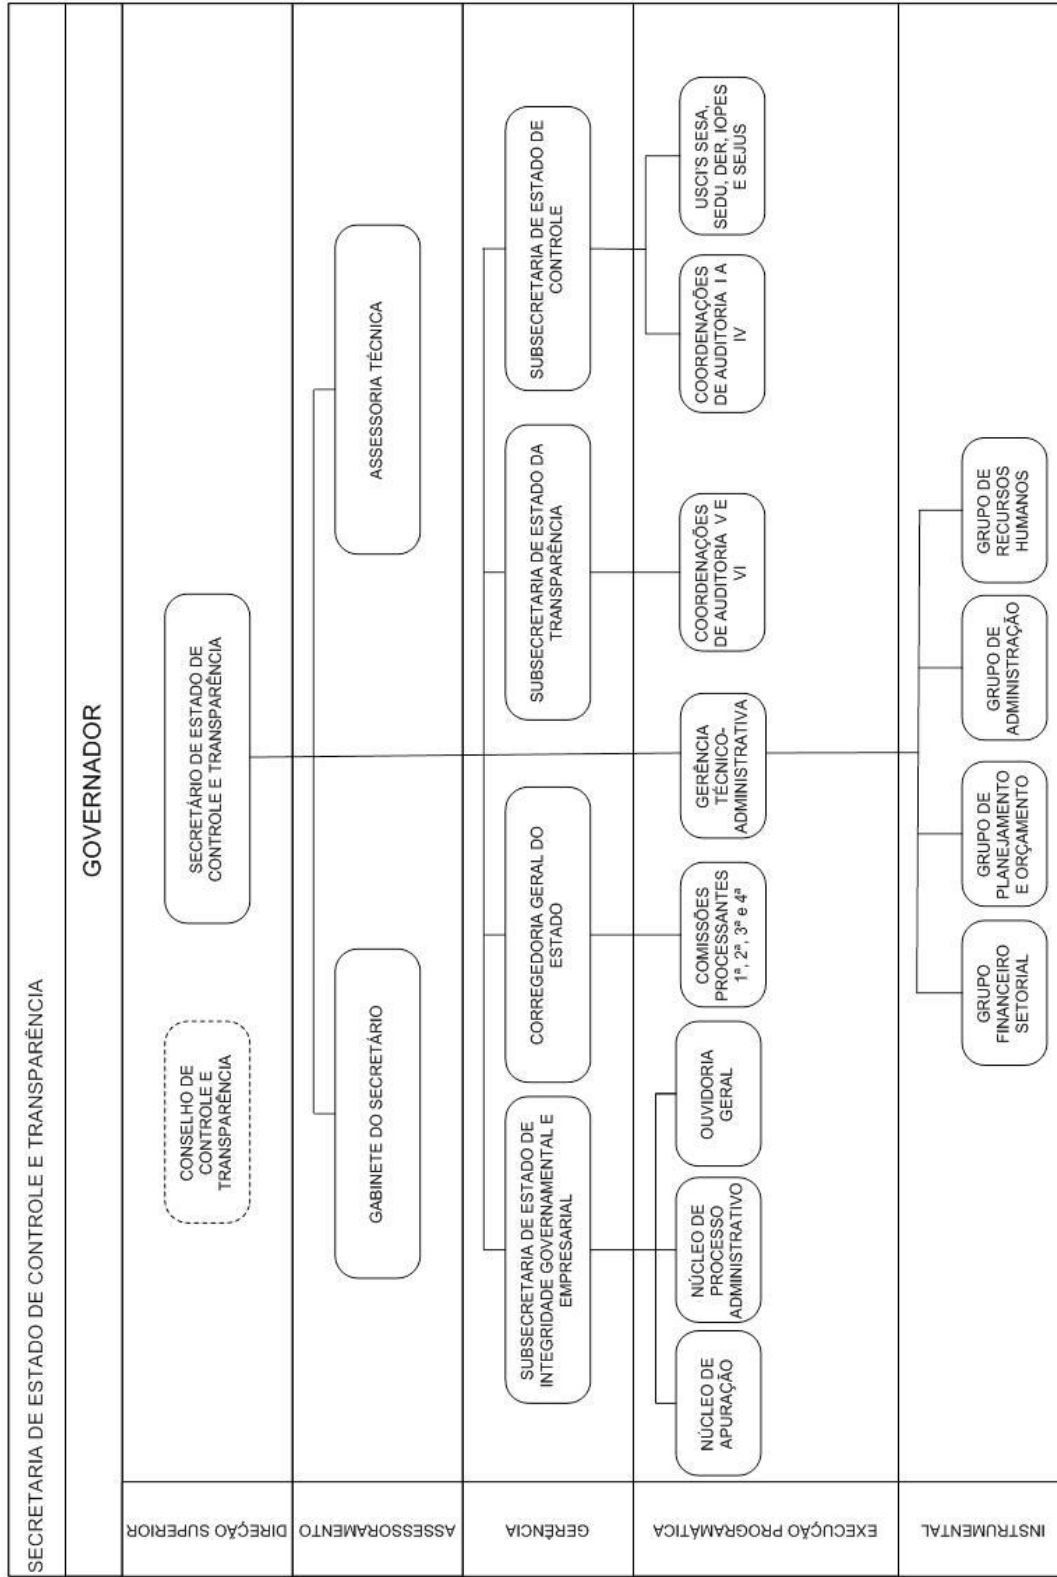 SECRETARIA DE ESTADO DE CONTROLE E TRANSPARÊNCIA
GOVERNADOR
DIREÇÃO SUPERIOR
CONSELHO DE
CONTROLE E
TRANSPARÊNCIA
SECRETÁRIO DE ESTADO DE
CONTROLE E TRANSPARÊNCIA
ASSESSORAMENTO
GABINETE DO SECRETÁRIO
ASSESSORIA TÉCNICA
GERÊNCIA
SUBSECRETARIA DE ESTADO DE
INTEGRIDADE GOVERNAMENTAL E
EMPRESARIAL
CORREGEDORIA GERAL DO
ESTADO
SUBSECRETARIA DE ESTADO DA
TRANSPARÊNCIA
SUBSECRETARIA DE ESTADO DE
CONTROLE
EXECUÇÃO PROGRAMÁTICA
NÚCLEO DE
APURAÇÃO
NÚCLEO DE
PROCESSO
ADMINISTRATIVO
OUVIDORIA
GERAL
COMISSÕES
PROCESSANTES
1ª, 2ª, 3ª e 4ª
GERÊNCIA
TÉCNICO-
ADMINISTRATIVA
COORDENAÇÕES
DE AUDITORIA V E
VI
COORDENAÇÕES
DE AUDITORIA I A
IV
USCI'S SESA,
SEDU, DER, IOPES
E SEJUS
INSTRUMENTAL
GRUPO
FINANCEIRO
SETORIAL
GRUPO DE
PLANEJAMENTO
E ORÇAMENTO
GRUPO DE
ADMINISTRAÇÃO
GRUPO DE
RECURSOS
HUMANOS